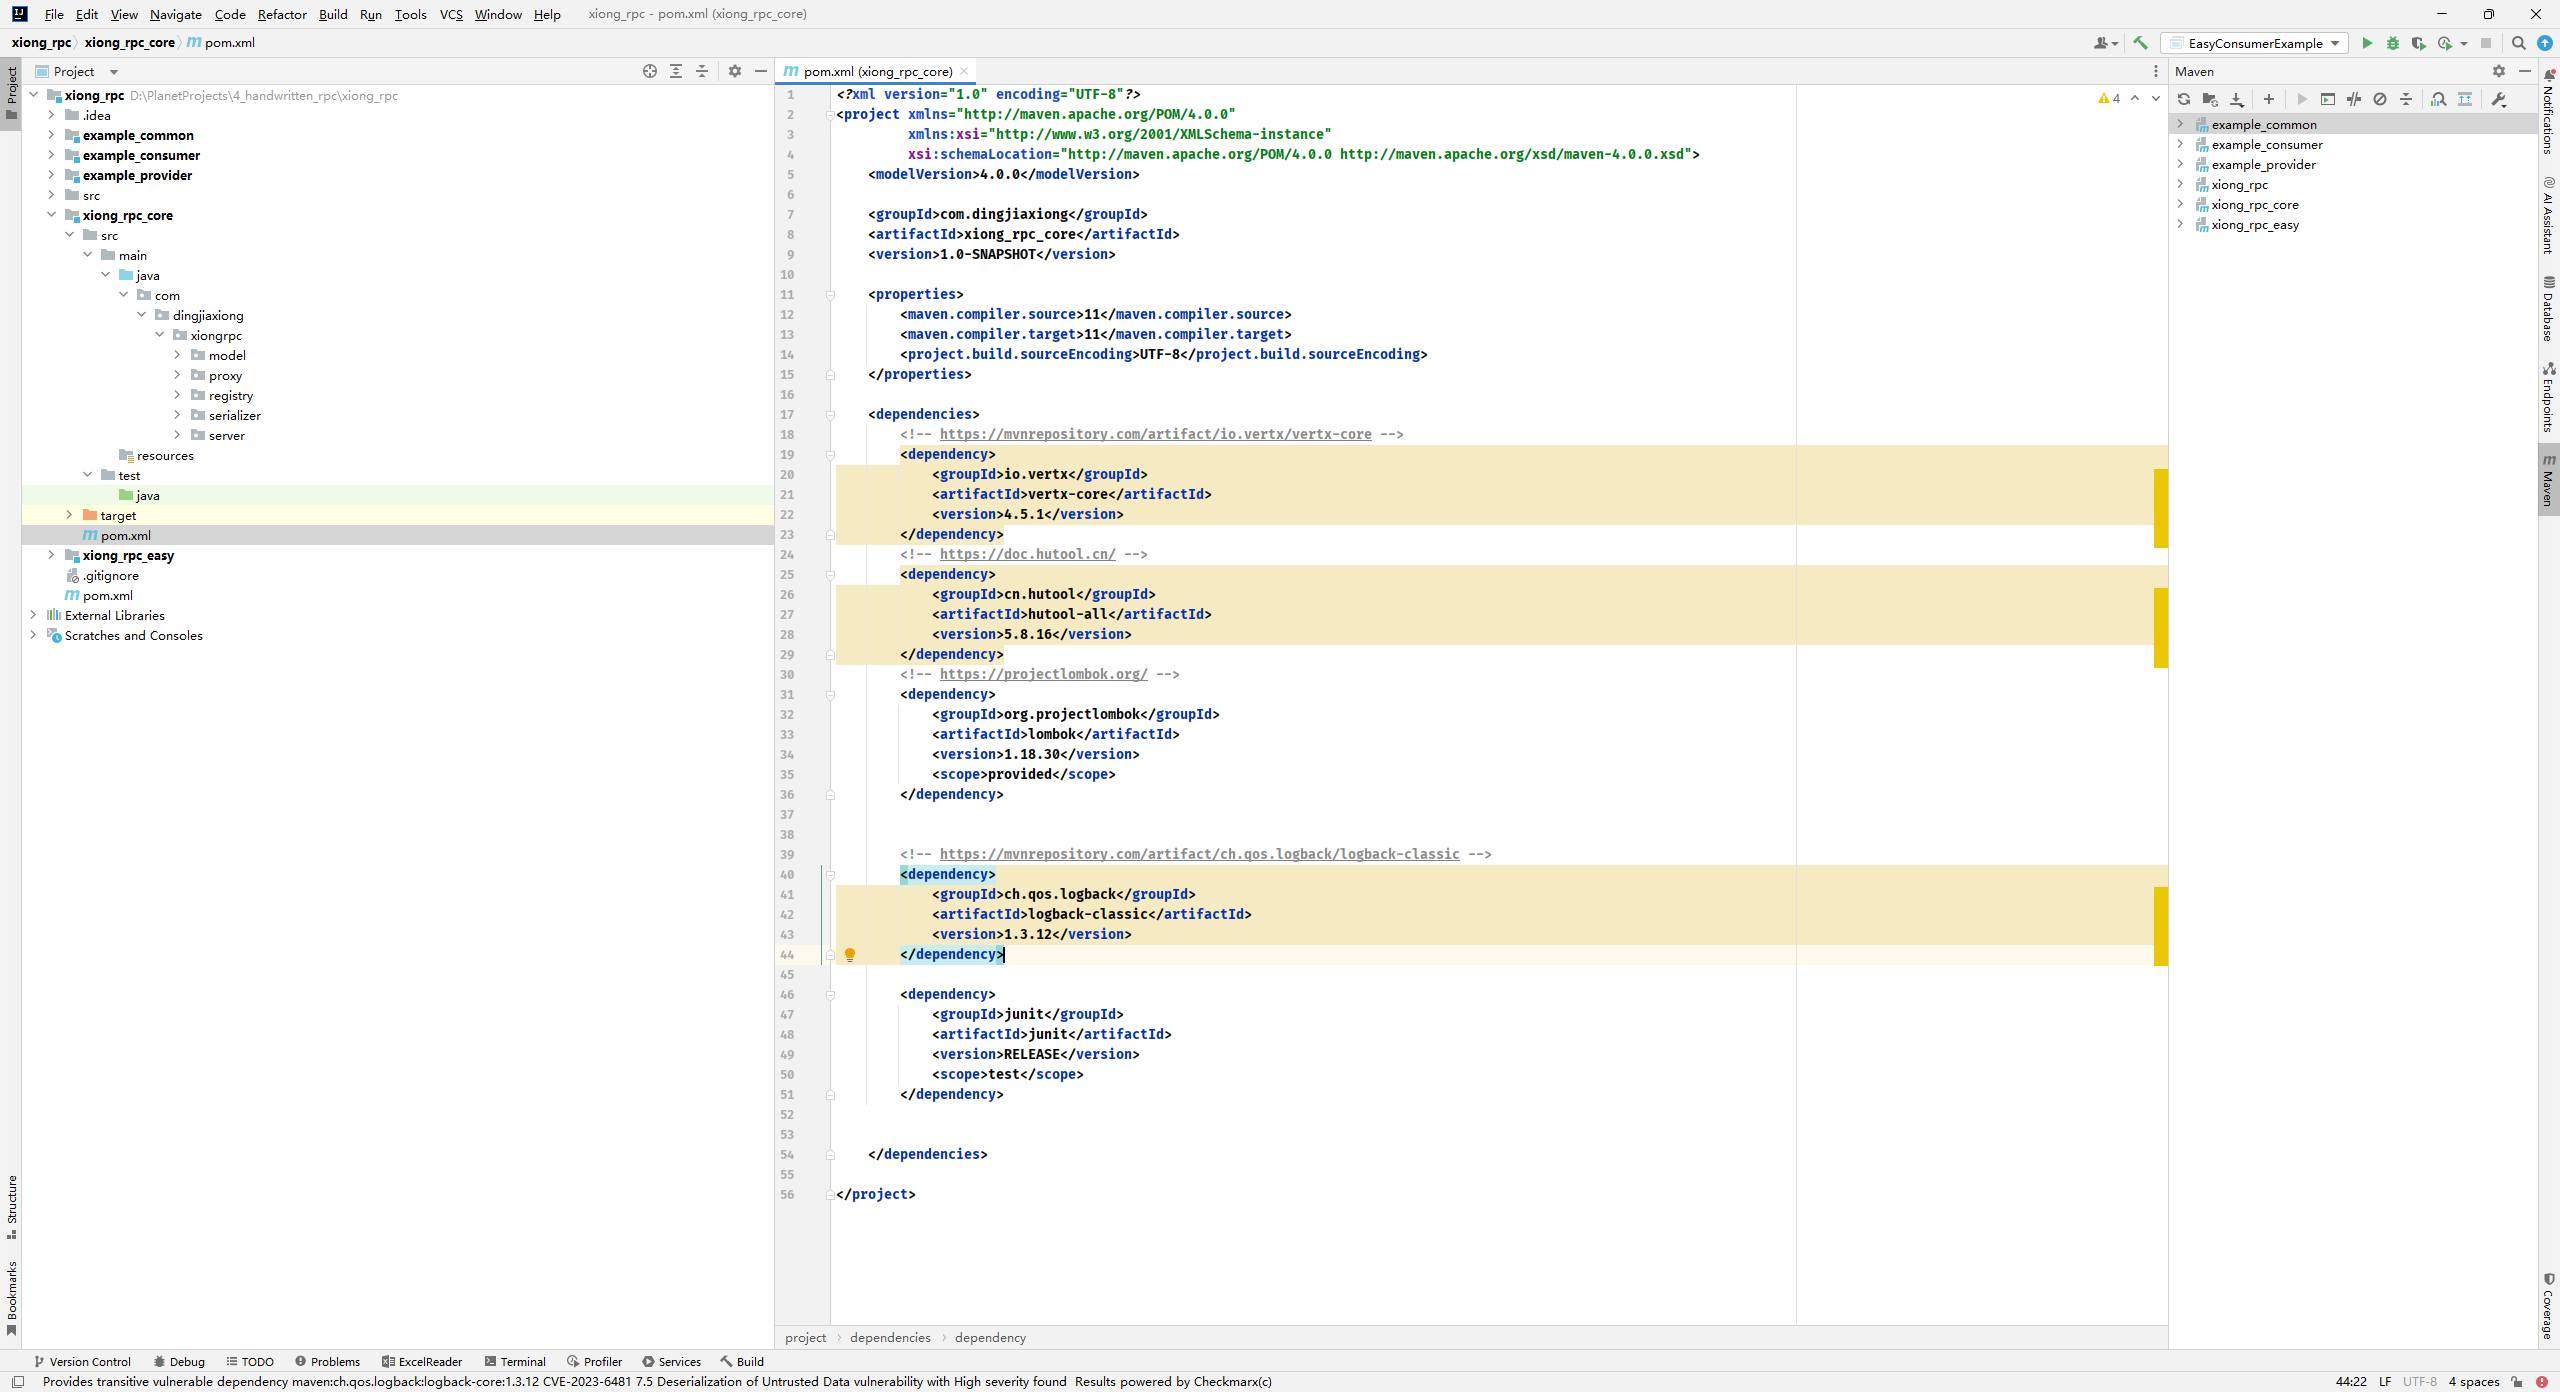 File Edit View Navigate Code Refactor Build Run Tools VCS Window Help xiong_rpc - pom.xml (xiong_rpc_core)
xiong_rpc xiong_rpc_core pom.xml
EasyConsumerExample
Project
Project
xiong_rpc D:\PlanetProjects\4_handwritten_rpc\xiong_rpc
.idea
example_common
example_consumer
example_provider
src
xiong_rpc_core
src
main
java
com
dingjiaxiong
xiongrpc
model
proxy
registry
serializer
server
resources
test
java
target
pom.xml
xiong_rpc_easy
.gitignore
pom.xml
External Libraries
Scratches and Consoles
Structure
Bookmarks
pom.xml (xiong_rpc_core)
4
1 <?xml version="1.0" encoding="UTF-8"?>
2 <project xmlns="http://maven.apache.org/POM/4.0.0"
3 xmlns:xsi="http://www.w3.org/2001/XMLSchema-instance"
4 xsi:schemaLocation="http://maven.apache.org/POM/4.0.0 http://maven.apache.org/xsd/maven-4.0.0.xsd">
5 <modelVersion>4.0.0</modelVersion>
6
7 <groupId>com.dingjiaxiong</groupId>
8 <artifactId>xiong_rpc_core</artifactId>
9 <version>1.0-SNAPSHOT</version>
10
11 <properties>
12 <maven.compiler.source>11</maven.compiler.source>
13 <maven.compiler.target>11</maven.compiler.target>
14 <project.build.sourceEncoding>UTF-8</project.build.sourceEncoding>
15 </properties>
16
17 <dependencies>
18 <!-- https://mvnrepository.com/artifact/io.vertx/vertx-core -->
19 <dependency>
20 <groupId>io.vertx</groupId>
21 <artifactId>vertx-core</artifactId>
22 <version>4.5.1</version>
23 </dependency>
24 <!-- https://doc.hutool.cn/ -->
25 <dependency>
26 <groupId>cn.hutool</groupId>
27 <artifactId>hutool-all</artifactId>
28 <version>5.8.16</version>
29 </dependency>
30 <!-- https://projectlombok.org/ -->
31 <dependency>
32 <groupId>org.projectlombok</groupId>
33 <artifactId>lombok</artifactId>
34 <version>1.18.30</version>
35 <scope>provided</scope>
36 </dependency>
37
38
39 <!-- https://mvnrepository.com/artifact/ch.qos.logback/logback-classic -->
40 <dependency>
41 <groupId>ch.qos.logback</groupId>
42 <artifactId>logback-classic</artifactId>
43 <version>1.3.12</version>
44 </dependency>
45
46 <dependency>
47 <groupId>junit</groupId>
48 <artifactId>junit</artifactId>
49 <version>RELEASE</version>
50 <scope>test</scope>
51 </dependency>
52
53
54 </dependencies>
55
56 </project>
project dependencies dependency
Maven
example_common
example_consumer
example_provider
xiong_rpc
xiong_rpc_core
xiong_rpc_easy
Notifications
AI Assistant
Database
Endpoints
Maven
Coverage
Version Control Debug TODO Problems ExcelReader Terminal Profiler Services Build
Provides transitive vulnerable dependency maven:ch.qos.logback:logback-core:1.3.12 CVE-2023-6481 7.5 Deserialization of Untrusted Data vulnerability with High severity found Results powered by Checkmarx(c)
44:22 LF UTF-8 4 spaces